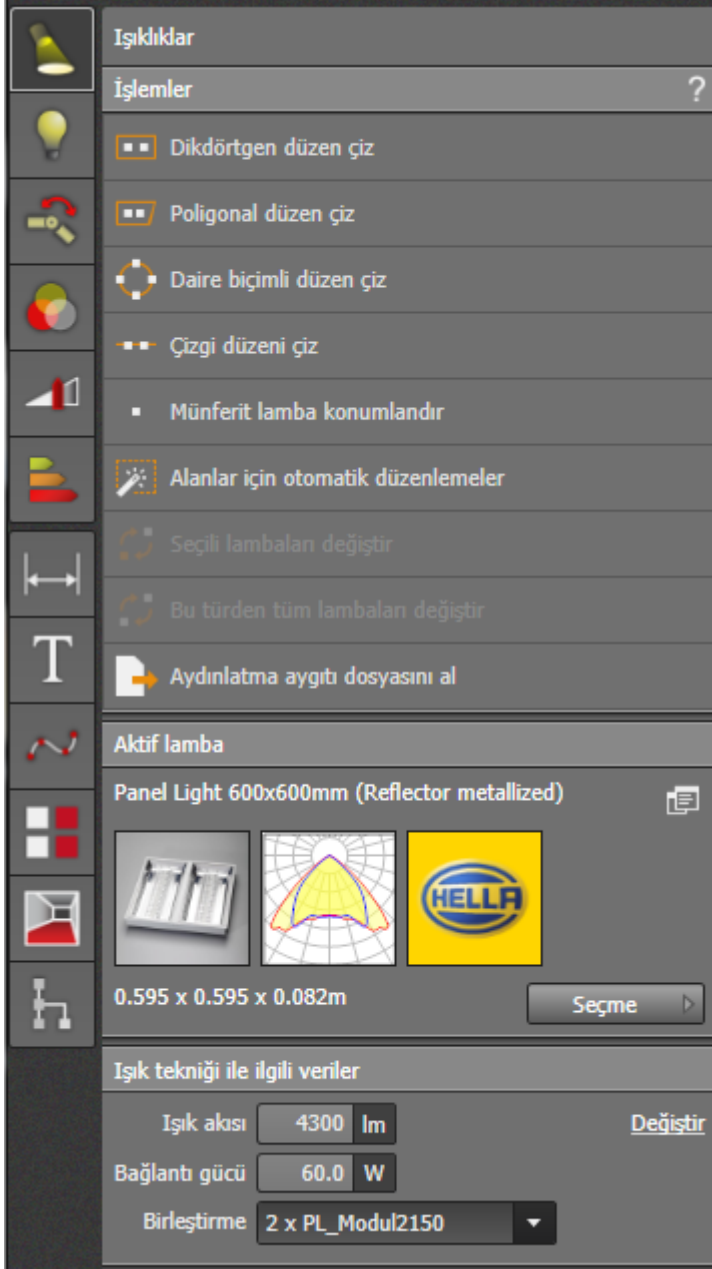 Işıklıklar
İşlemler ?
Dikdörtgen düzen çiz
Poligonal düzen çiz
Daire biçimli düzen çiz
Çizgi düzeni çiz
Münferit lamba konumlandır
Alanlar için otomatik düzenlemeler
Seçili lambaları değiştir
Bu türden tüm lambaları değiştir
T
Aydınlatma aygıtı dosyasını al
Aktif lamba
Panel Light 600x600mm (Reflector metallized)
HELLA
0.595 x 0.595 x 0.082m
Seçme
Işık tekniği ile ilgili veriler
Işık akısı 4300 lm Değiştir
Bağlantı gücü 60.0 W
Birleştirme 2 x PL_Modul2150